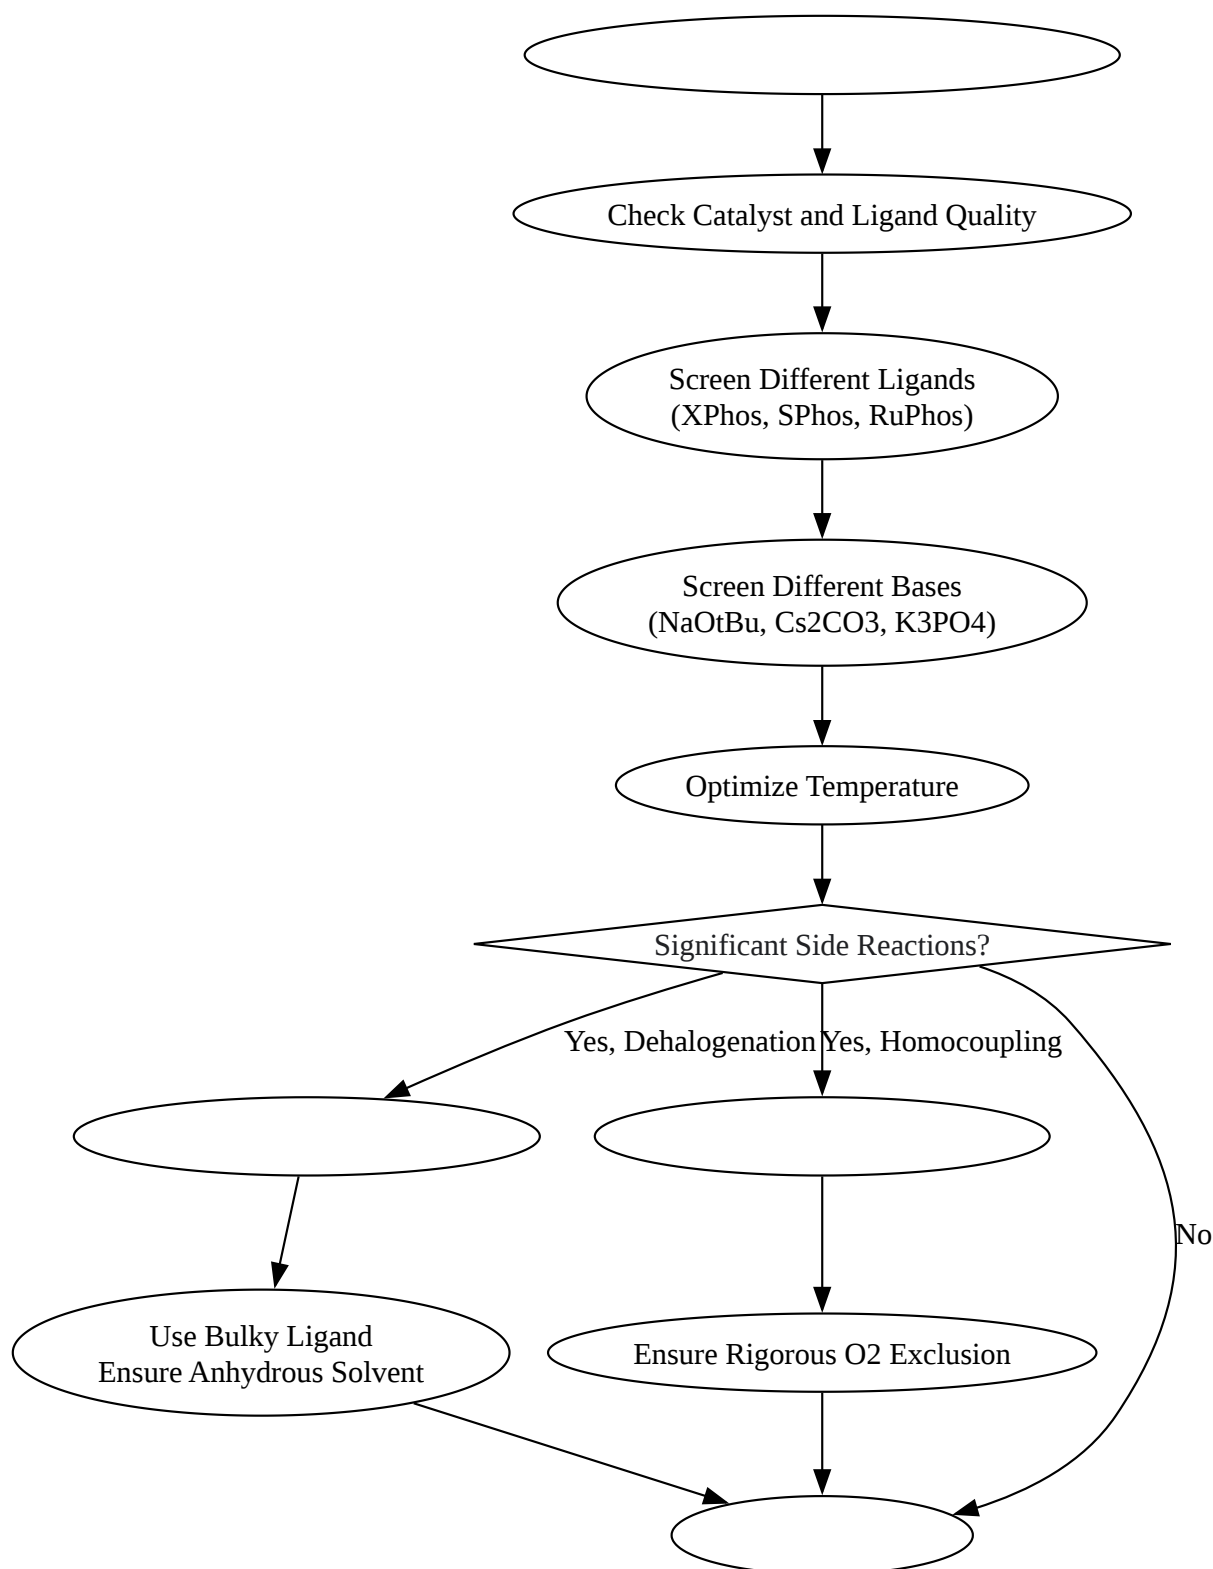 Check Catalyst and Ligand Quality
Screen Different Ligands
(XPhos, SPhos, RuPhos)
Screen Different Bases
(NaOtBu, Cs2CO3, K3PO4)
Optimize Temperature
Significant Side Reactions?
Yes, Dehalogenation
Yes, Homocoupling
No
Use Bulky Ligand
Ensure Anhydrous Solvent
Ensure Rigorous O2 Exclusion